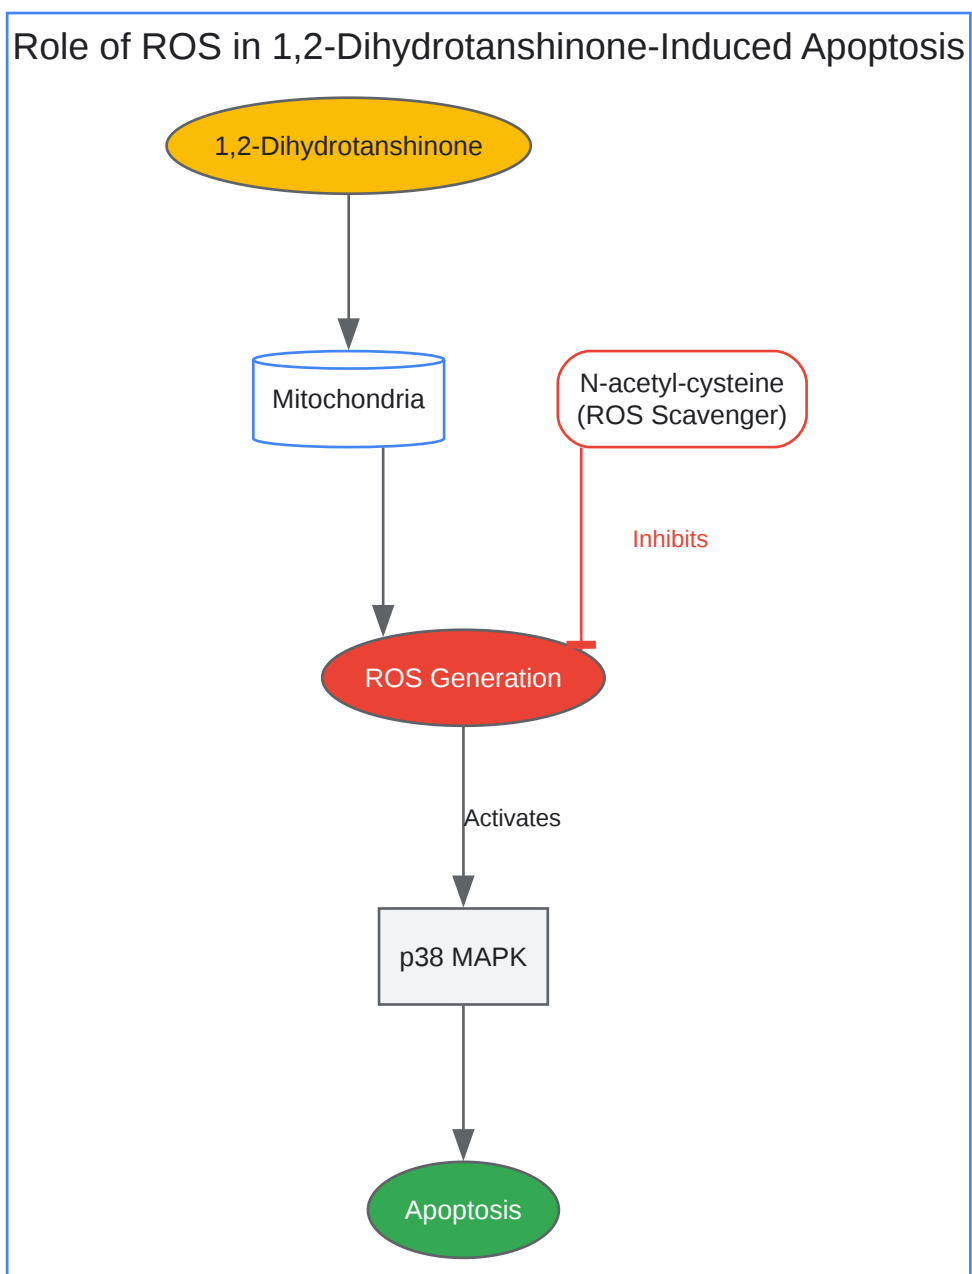 Role of ROS in 1,2-Dihydrotanshinone-Induced Apoptosis
1,2-Dihydrotanshinone
Mitochondria
N-acetyl-cysteine
(ROS Scavenger)
Inhibits
ROS Generation
Activates
p38 MAPK
Apoptosis